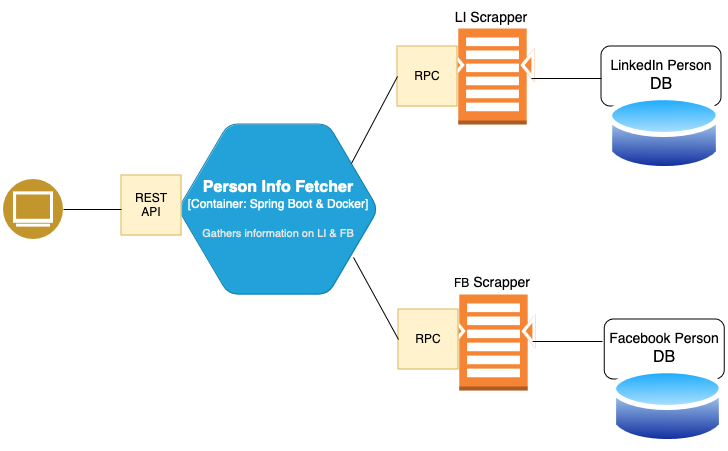 LI Scrapper
RPC
LinkedIn Person
DB
Person Info Fetcher
[Container: Spring Boot & Docker]
Gathers information on LI & FB
REST
API
FB Scrapper
RPC
Facebook Person
DB